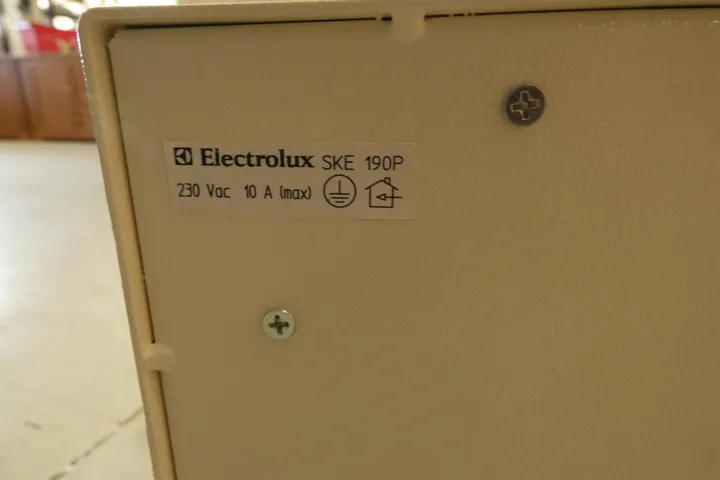 Electrolux SKE 190P
230 Vac 10 A (max)